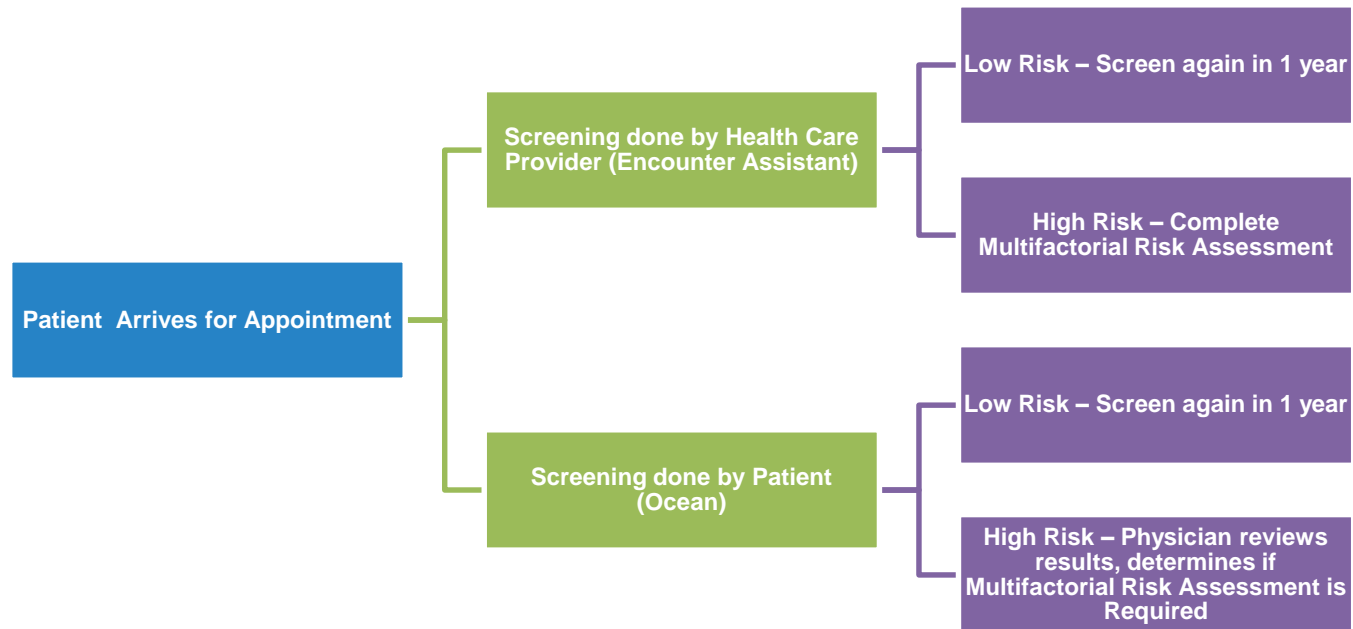 Patient Arrives for Appointment
Screening done by Health Care
Provider (Encounter Assistant)
Low Risk – Screen again in 1 year
High Risk – Complete
Multifactorial Risk Assessment
Screening done by Patient
(Ocean)
Low Risk – Screen again in 1 year
High Risk – Physician reviews
results, determines if
Multifactorial Risk Assessment is
Required